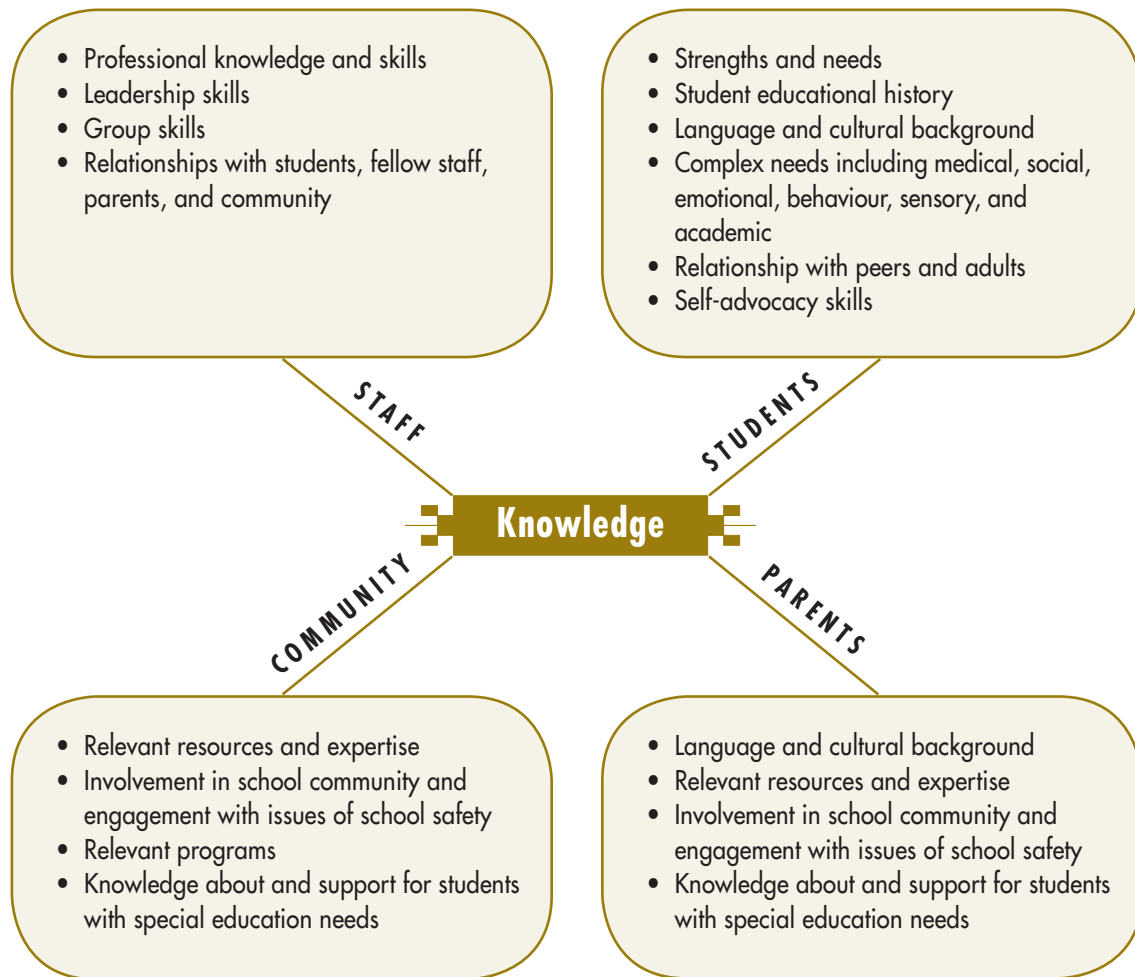 • Professional knowledge and skills
• Leadership skills
• Group skills
• Relationships with students, fellow staff,
parents, and community
• Strengths and needs
• Student educational history
• Language and cultural background
• Complex needs including medical, social,
emotional, behaviour, sensory, and
academic
• Relationship with peers and adults
• Self-advocacy skills
STAFF
STUDENTS
Knowledge
COMMUNITY
PARENTS
• Relevant resources and expertise
• Involvement in school community and
engagement with issues of school safety
• Relevant programs
• Knowledge about and support for students
with special education needs
• Language and cultural background
• Relevant resources and expertise
• Involvement in school community and
engagement with issues of school safety
• Knowledge about and support for students
with special education needs